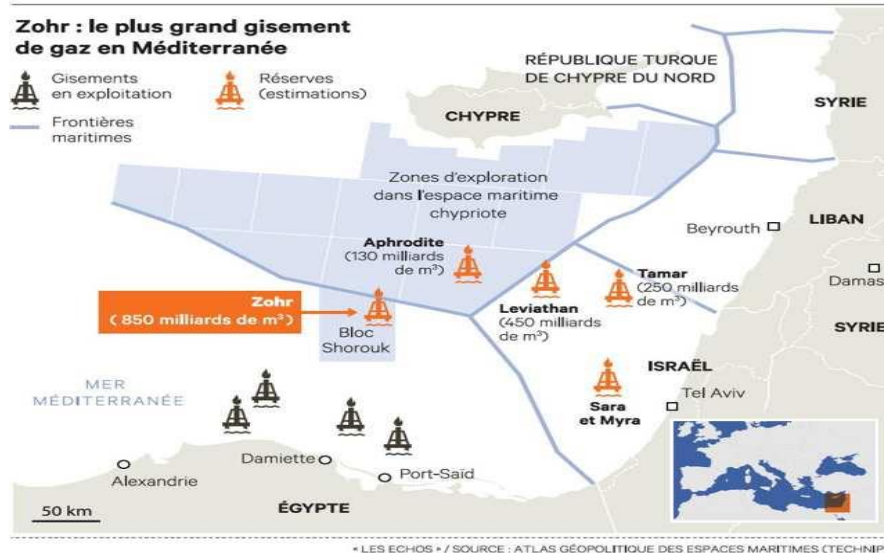 Zohr : le plus grand gisement
de gaz en Méditerranée
Gisements
en exploitation
Réserves
(estimations)
Frontières
maritimes
RÉPUBLIQUE TURQUE
DE CHYPRE DU NORD
CHYPRE
SYRIE
Zones d'exploration
dans l'espace maritime
chypriote
Beyrouth
LIBAN
Aphrodite
(130 milliards
de m³)
Tamar
(250 milliards
de m³)
Damas
Zohr
( 850 milliards de m³)
Leviathan
(450 milliards
de m³)
Bloc
Shorouk
SYRIE
ISRAËL
MER
MÉDITERRANÉE
Tel Aviv
Sara
et Myra
Damiette
Port-Saïd
Alexandrie
ÉGYPTE
50 km
« LES ECHOS » / SOURCE : ATLAS GÉOPOLITIQUE DES ESPACES MARITIMES (TECHNIP